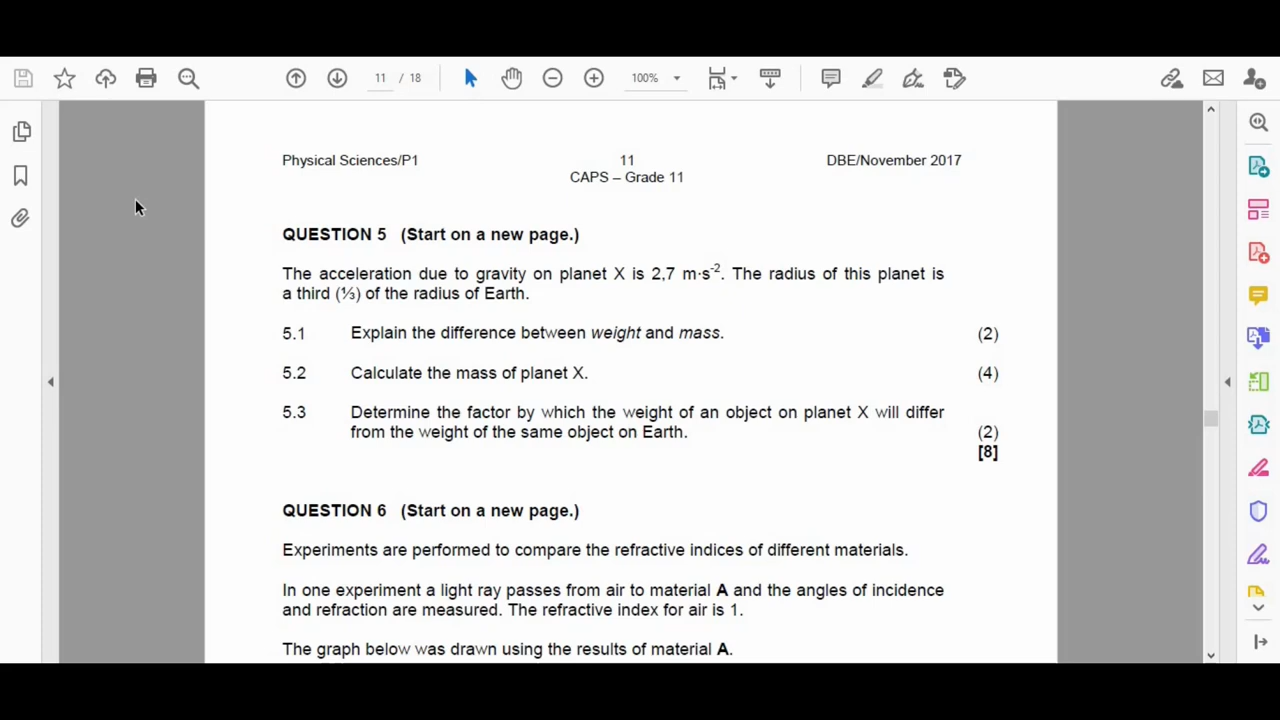 11 / 18
100%
Physical Sciences/P1 11 DBE/November 2017
CAPS – Grade 11
QUESTION 5 (Start on a new page.)
The acceleration due to gravity on planet X is 2,7 m·s⁻². The radius of this planet is
a third (⅓) of the radius of Earth.
5.1 Explain the difference between weight and mass. (2)
5.2 Calculate the mass of planet X. (4)
5.3 Determine the factor by which the weight of an object on planet X will differ
from the weight of the same object on Earth. (2)
[8]
QUESTION 6 (Start on a new page.)
Experiments are performed to compare the refractive indices of different materials.
In one experiment a light ray passes from air to material A and the angles of incidence
and refraction are measured. The refractive index for air is 1.
The graph below was drawn using the results of material A.